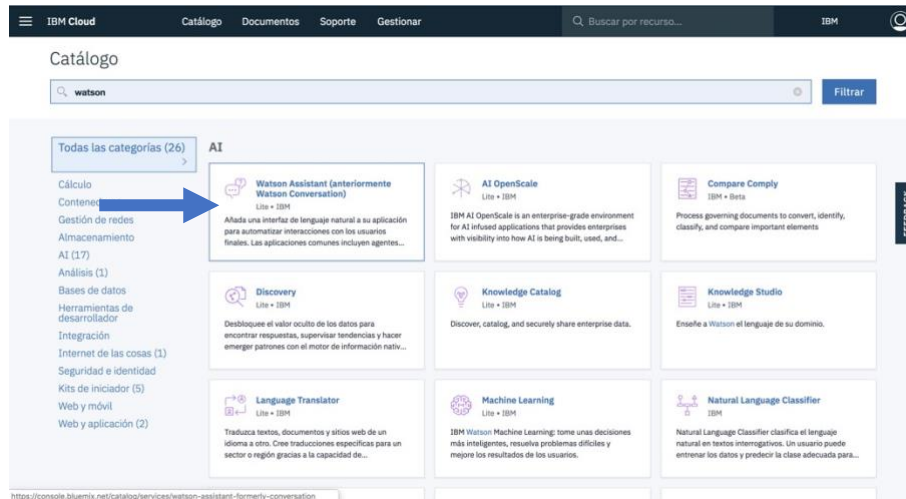 IBM Cloud Catálogo Documentos Soporte Gestionar Buscar por recurso... IBM
Catálogo
watson Filtrar
Todas las categorías (26)
Cálculo
Gestión de redes
Almacenamiento
AI (17)
Análisis (1)
Bases de datos
Herramientas de
desarrollador
Integración
Internet de las cosas (1)
Seguridad e identidad
Kits de iniciador (5)
Web y móvil
Web y aplicación (2)
AI
Watson Assistant (anteriormente
Watson Conversation)
Lite • IBM
Añada una interfaz de lenguaje natural a su aplicación
para automatizar interacciones con los usuarios
finales. Las aplicaciones comunes incluyen agentes...
AI OpenScale
Lite • IBM
IBM AI OpenScale is an enterprise-grade environment
for AI infused applications that provides enterprises
with visibility into how AI is being built, used, and...
Compare Comply
IBM • Beta
Process governing documents to convert, identify,
classify, and compare important elements
Discovery
Lite • IBM
Desbloquee el valor oculto de los datos para
encontrar respuestas, supervisar tendencias y hacer
emerger patrones con el motor de información nativ...
Knowledge Catalog
Lite • IBM
Discover, catalog, and securely share enterprise data.
Knowledge Studio
Lite • IBM
Enseñe a Watson el lenguaje de su dominio.
Language Translator
Lite • IBM
Traduzca textos, documentos y sitios web de un
idioma a otro. Cree traducciones específicas para un
sector o región gracias a la capacidad de...
Machine Learning
Lite • IBM
IBM Watson Machine Learning: tome unas decisiones
más inteligentes, resuelva problemas difíciles y
mejore los resultados de los usuarios.
Natural Language Classifier
IBM
Natural Language Classifier clasifica el lenguaje
natural en textos interrogativos. Un usuario puede
entrenar los datos y predecir la clase adecuada para...
FEEDBACK
https://console.bluemix.net/catalog/services/watson-assistant-formerly-conversation